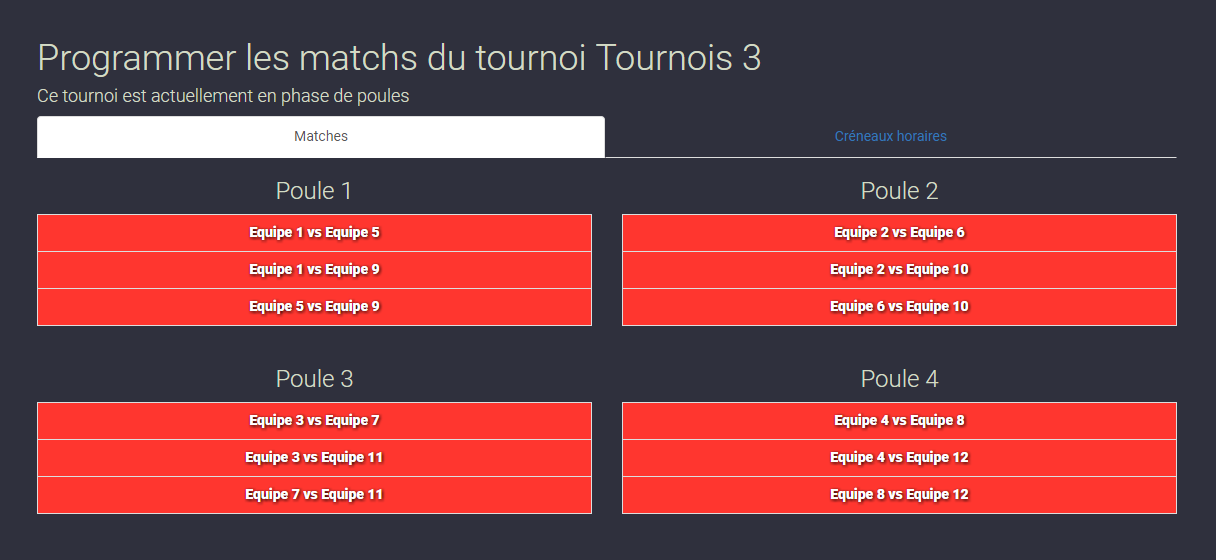 Programmer les matchs du tournoi Tournois 3
Ce tournoi est actuellement en phase de poules
Matches
Créneaux horaires
Poule 1
Equipe 1 vs Equipe 5
Equipe 1 vs Equipe 9
Equipe 5 vs Equipe 9
Poule 2
Equipe 2 vs Equipe 6
Equipe 2 vs Equipe 10
Equipe 6 vs Equipe 10
Poule 3
Equipe 3 vs Equipe 7
Equipe 3 vs Equipe 11
Equipe 7 vs Equipe 11
Poule 4
Equipe 4 vs Equipe 8
Equipe 4 vs Equipe 12
Equipe 8 vs Equipe 12